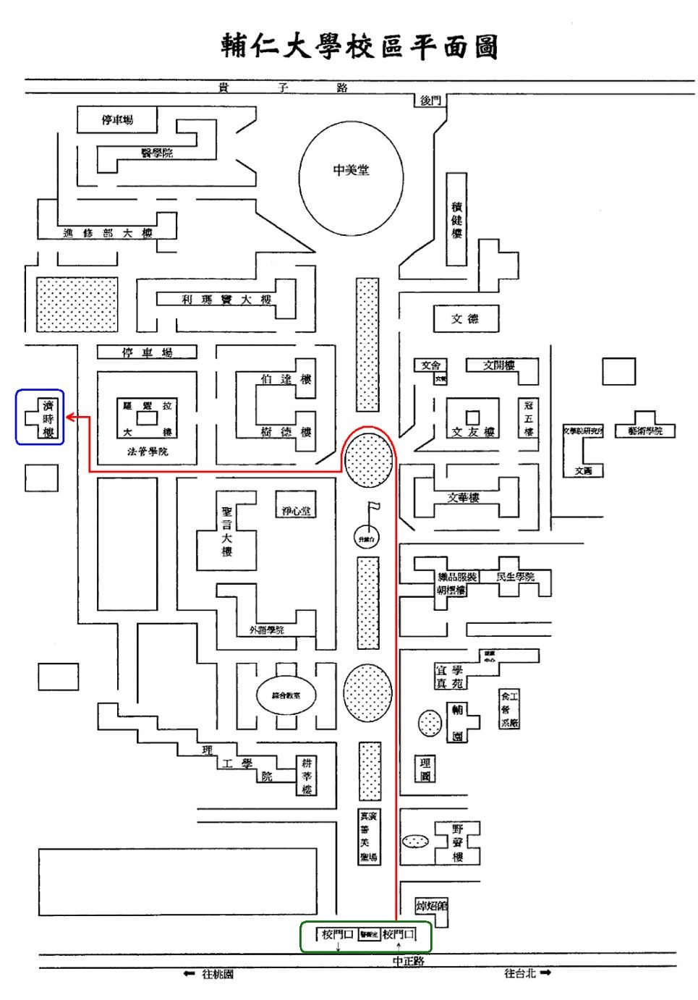 輔仁大學校區平面圖
貴子路
後門
停車場
醫學院
中美堂
積健樓
進修部大樓
利瑪竇大樓
文德
停車場
伯達樓
文舍
文開樓
濟時樓
羅耀拉
大樓
法管學院
樹德樓
文友樓
冠五樓
文學院研究所
藝術學院
文圖
文華樓
聖言大樓
淨心堂
升旗台
織品服裝
朝橒樓
民生學院
外語學院
宜學
真苑
綜合教室
輔園
食工
營
系廠
理工學院
耕莘樓
理圖
真廣
善
美
聖場
野聲樓
焯炤館
校門口
警衛室
校門口
↓
↑
中正路
← 往桃園
往台北 →